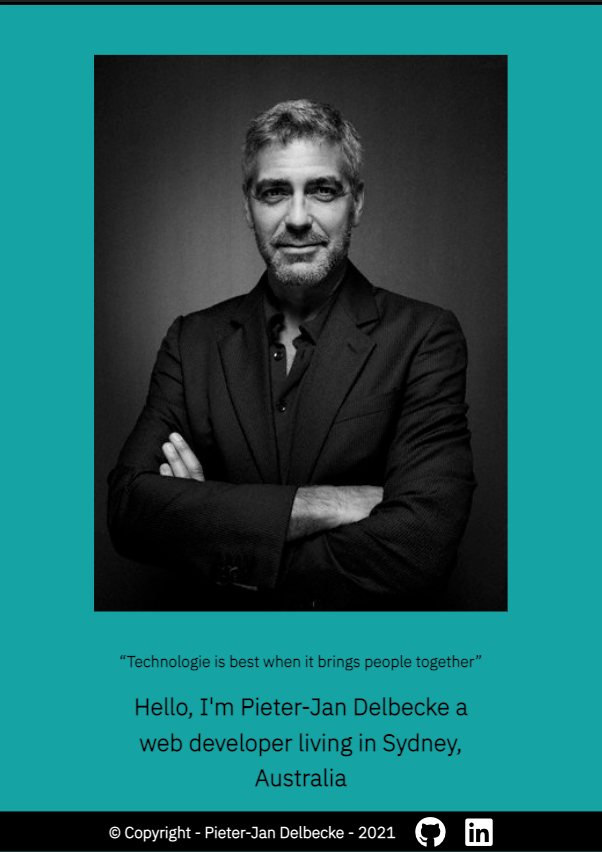 “Technologie is best when it brings people together”
Hello, I'm Pieter-Jan Delbecke a
web developer living in Sydney,
Australia
© Copyright - Pieter-Jan Delbecke - 2021
in